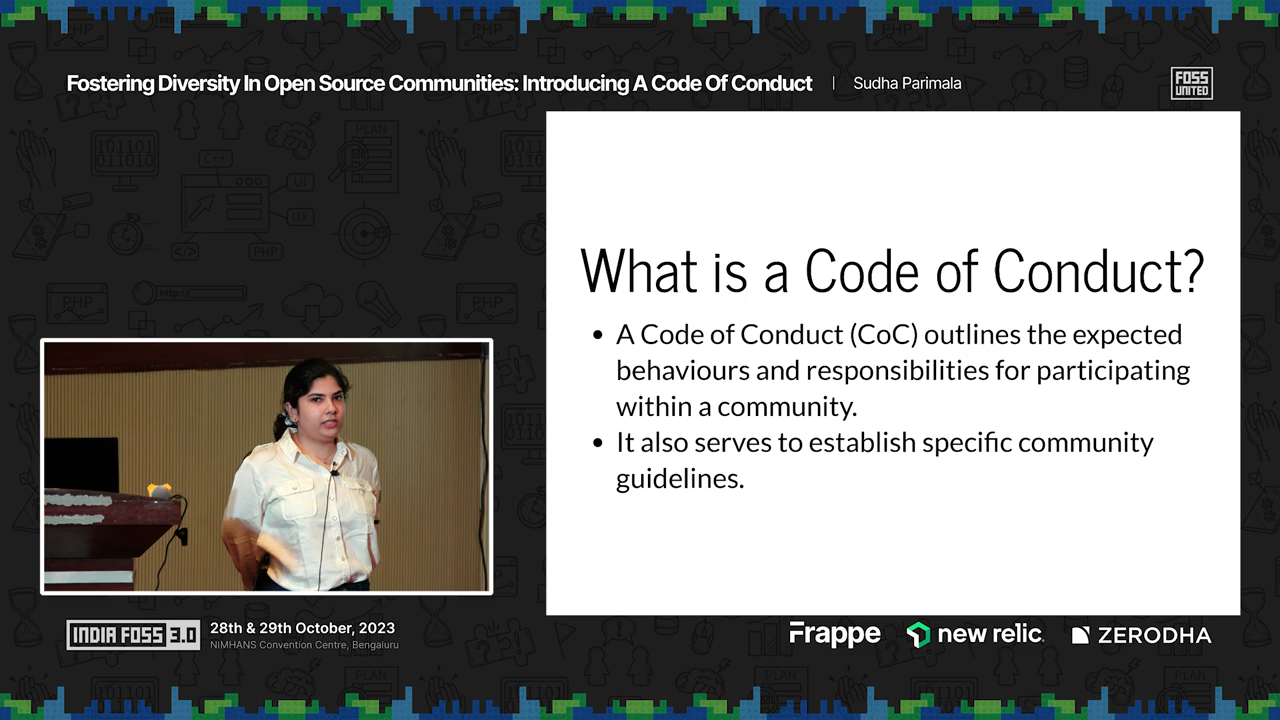 Fostering Diversity In Open Source Communities: Introducing A Code Of Conduct | Sudha Parimala
FOSS
UNITED
What is a Code of Conduct?
• A Code of Conduct (CoC) outlines the expected
behaviours and responsibilities for participating
within a community.
• It also serves to establish specific community
guidelines.
INDIA FOSS 3.0
28th & 29th October, 2023
NIMHANS Convention Centre, Bengaluru
Frappe
new relic
ZERODHA